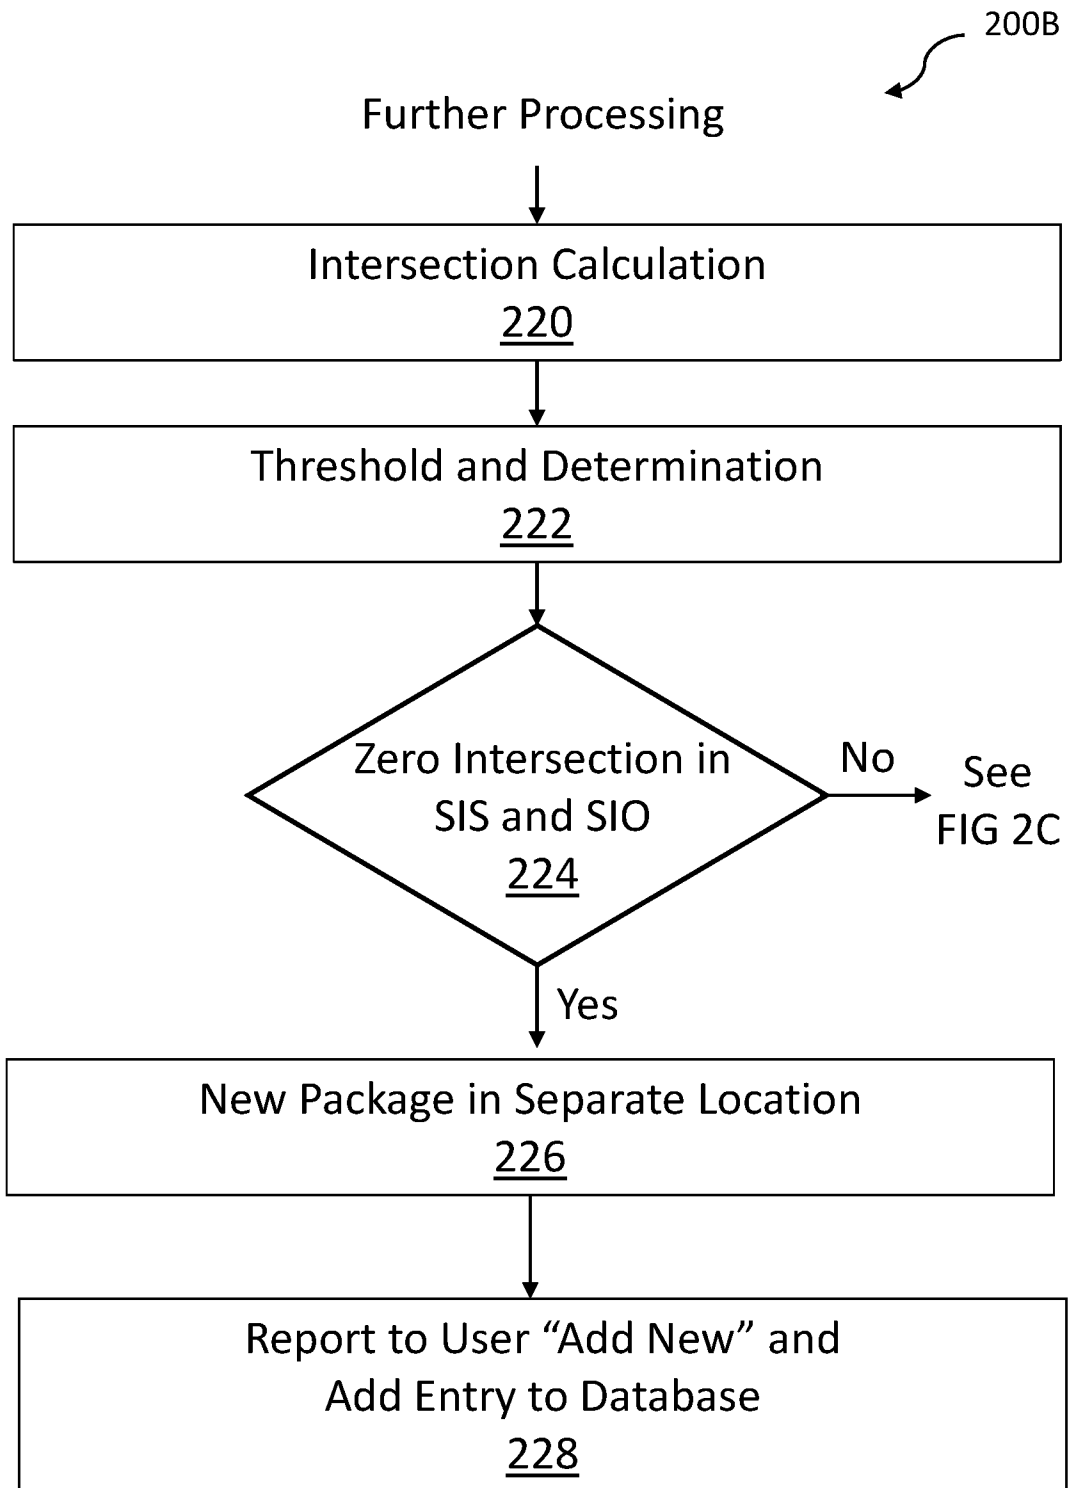 200B
Further Processing
Intersection Calculation
220
Threshold and Determination
222
Zero Intersection in
SIS and SIO
224
No
See
FIG 2C
Yes
New Package in Separate Location
226
Report to User “Add New” and
Add Entry to Database
228